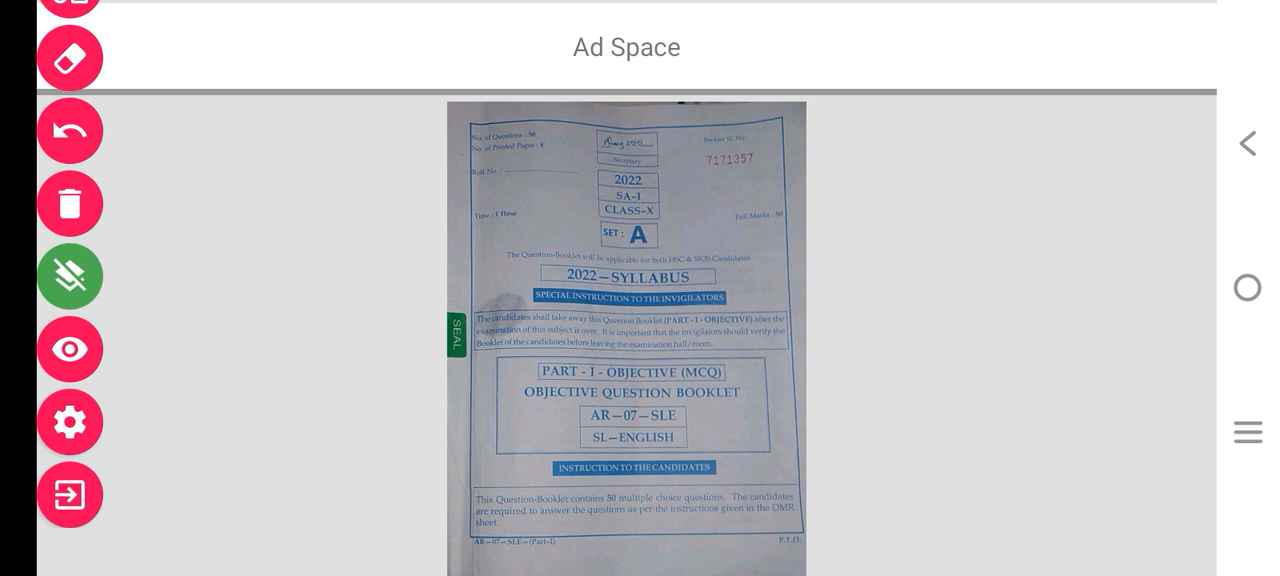 Ad Space
No. of Questions : 50
No. of Printed Pages : 8
Roll No. :
Secretary
Booklet Sl. No.
7171357
2022
SA-I
CLASS-X
Time : 1 Hour
Full Marks : 50
SET : A
The Question-Booklet will be applicable for both HSC & SIOS Candidates
2022—SYLLABUS
SPECIAL INSTRUCTION TO THE INVIGILATORS
SEAL
The candidates shall take away this Question Booklet (PART - I - OBJECTIVE) after the
examination of this subject is over. It is important that the invigilators should verify the
Booklet of the candidates before leaving the examination hall/room.
PART - I - OBJECTIVE (MCQ)
OBJECTIVE QUESTION BOOKLET
AR—07—SLE
SL—ENGLISH
INSTRUCTION TO THE CANDIDATES
This Question-Booklet contains 50 multiple choice questions. The candidates
are required to answer the questions as per the instructions given in the OMR
sheet.
AR—07—SLE—(Part-I)
P.T.O.